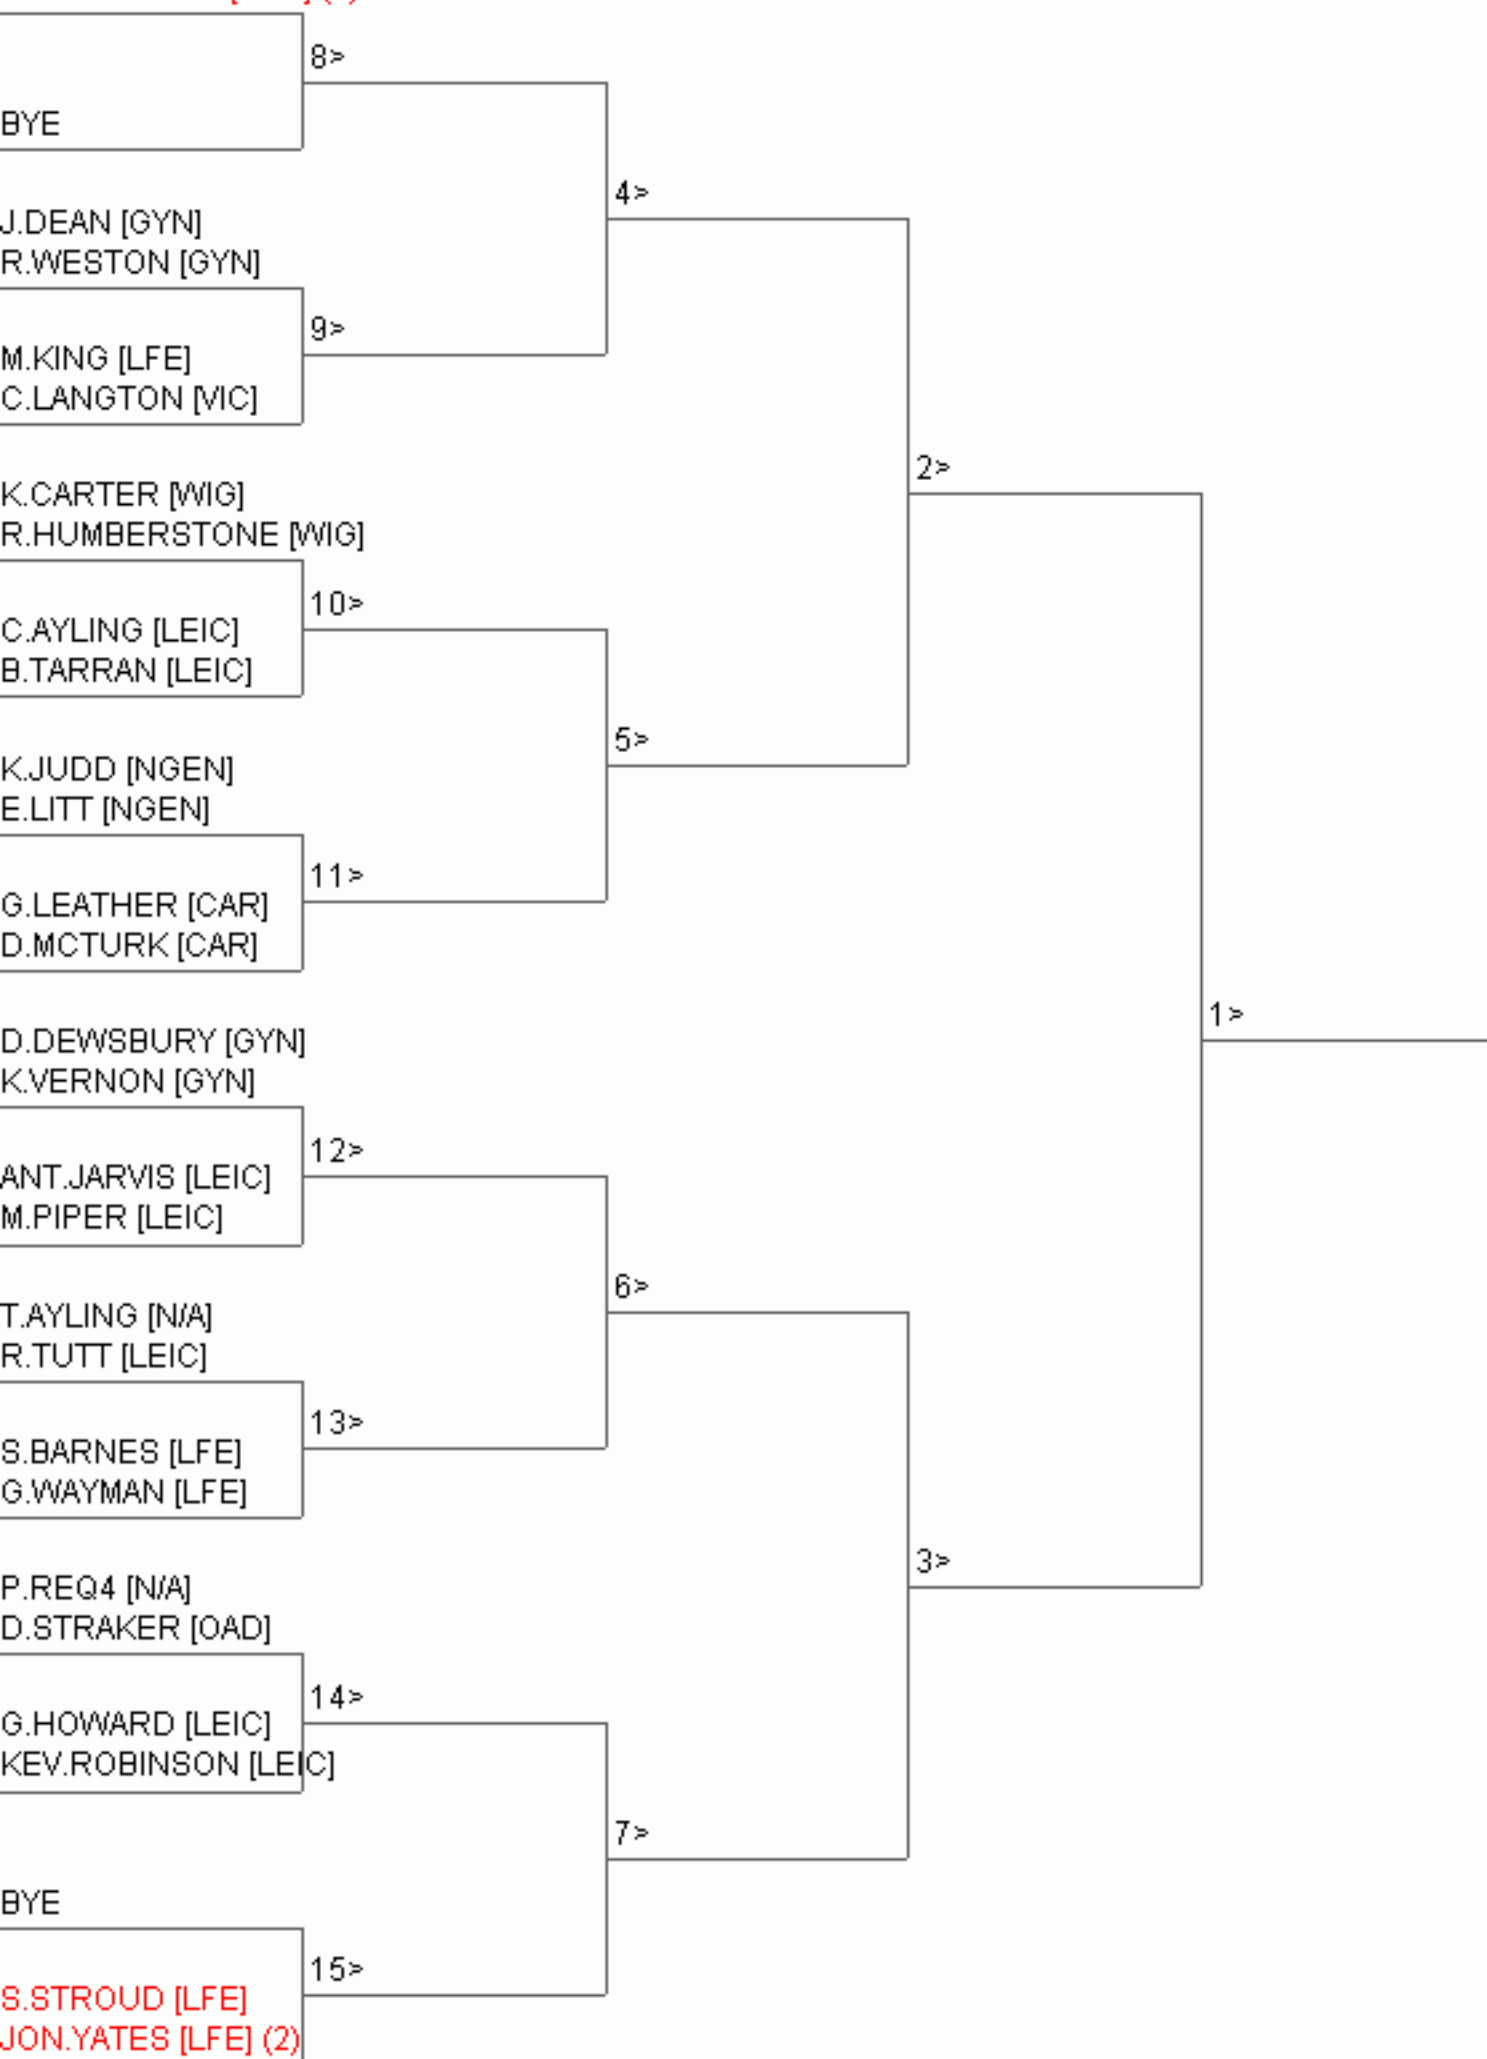 8>
BYE
4>
J.DEAN [GYN]
R.WESTON [GYN]
9>
M.KING [LFE]
C.LANGTON [VIC]
2>
K.CARTER [WIG]
R.HUMBERSTONE [WIG]
10>
C.AYLING [LEIC]
B.TARRAN [LEIC]
5>
K.JUDD [NGEN]
E.LITT [NGEN]
11>
G.LEATHER [CAR]
D.MCTURK [CAR]
1>
D.DEWSBURY [GYN]
K.VERNON [GYN]
12>
ANT.JARVIS [LEIC]
M.PIPER [LEIC]
6>
T.AYLING [N/A]
R.TUTT [LEIC]
13>
S.BARNES [LFE]
G.WAYMAN [LFE]
3>
P.REQ4 [N/A]
D.STRAKER [OAD]
14>
G.HOWARD [LEIC]
KEV.ROBINSON [LEIC]
7>
BYE
15>
S.STROUD [LFE]
JON.YATES [LFE] (2)